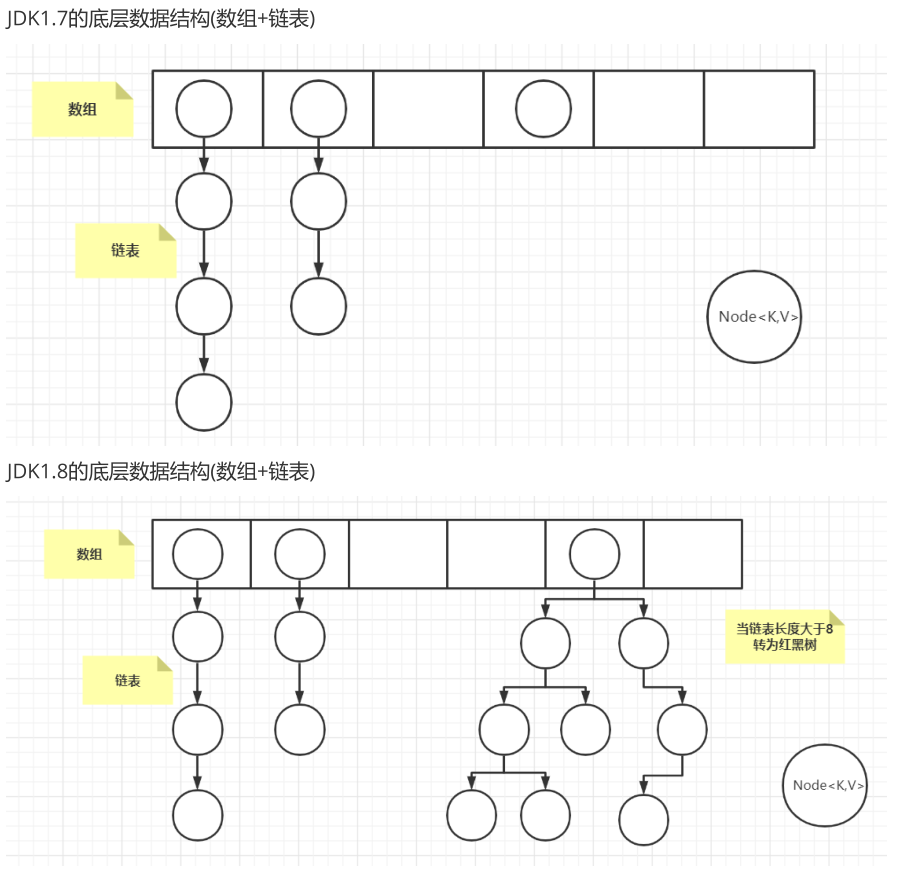 JDK1.7的底层数据结构(数组+链表)
数组
链表
Node<K,V>
JDK1.8的底层数据结构(数组+链表)
数组
当链表长度大于8
转为红黑树
链表
Node<K,V>